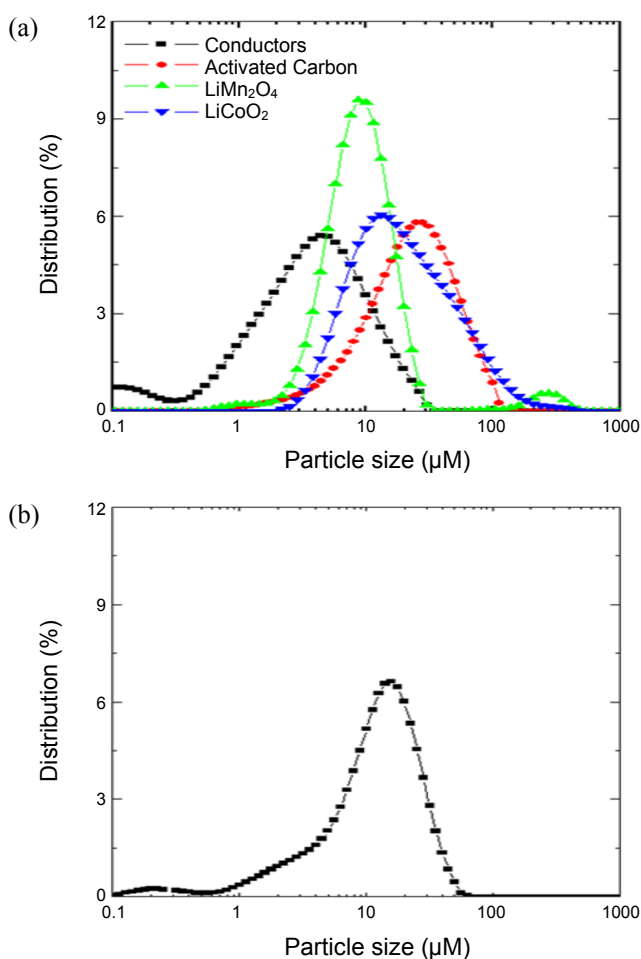 (a)
12
9
6
3
0
Distribution (%)
Conductors
Activated Carbon
LiMn₂O₄
LiCoO₂
0.1 1 10 100 1000
Particle size (µM)
(b)
12
9
6
3
0
Distribution (%)
0.1 1 10 100 1000
Particle size (µM)